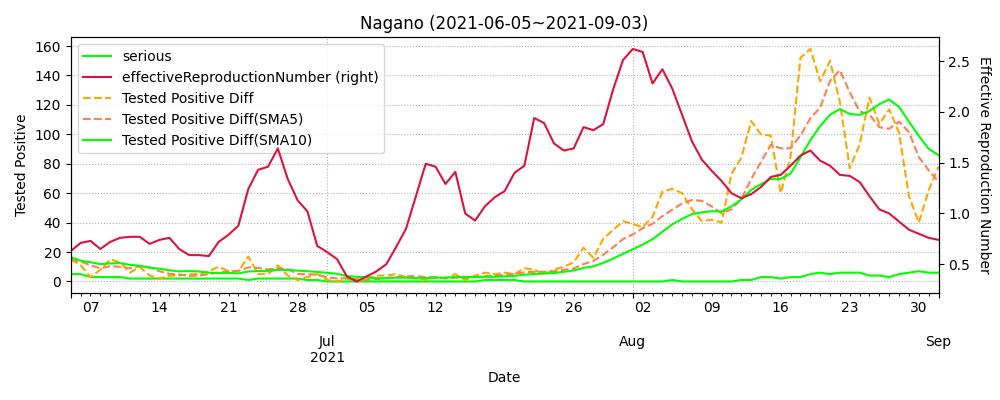 Nagano (2021-06-05~2021-09-03)
serious
effectiveReproductionNumber (right)
Tested Positive Diff
Tested Positive Diff(SMA5)
Tested Positive Diff(SMA10)
Tested Positive
160
140
120
100
80
60
40
20
0
2.5
2.0
1.5
1.0
0.5
Effective Reproduction Number
07 14 21 28 05 12 19 26 02 09 16 23 30
Jul Aug Sep
2021
Date